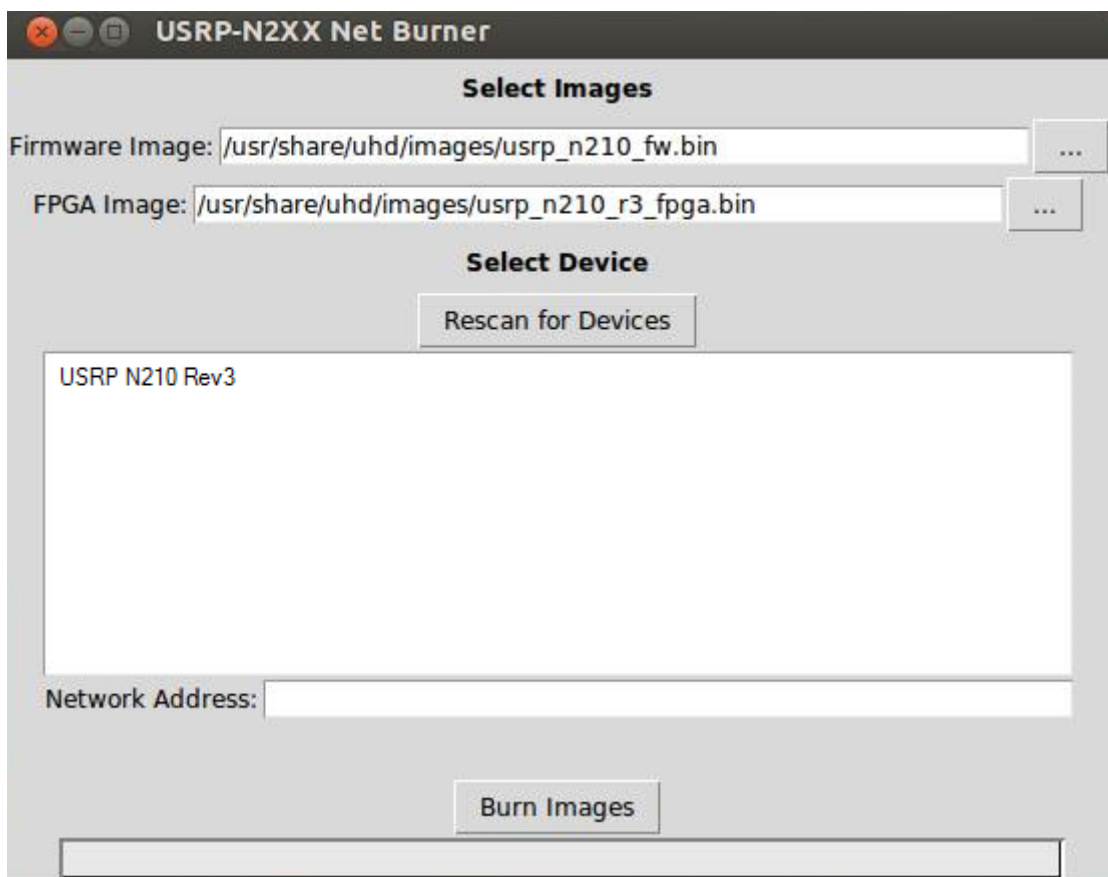 USRP-N2XX Net Burner
Select Images
Firmware Image: /usr/share/uhd/images/usrp_n210_fw.bin ...
FPGA Image: /usr/share/uhd/images/usrp_n210_r3_fpga.bin ...
Select Device
Rescan for Devices
USRP N210 Rev3
Network Address:
Burn Images